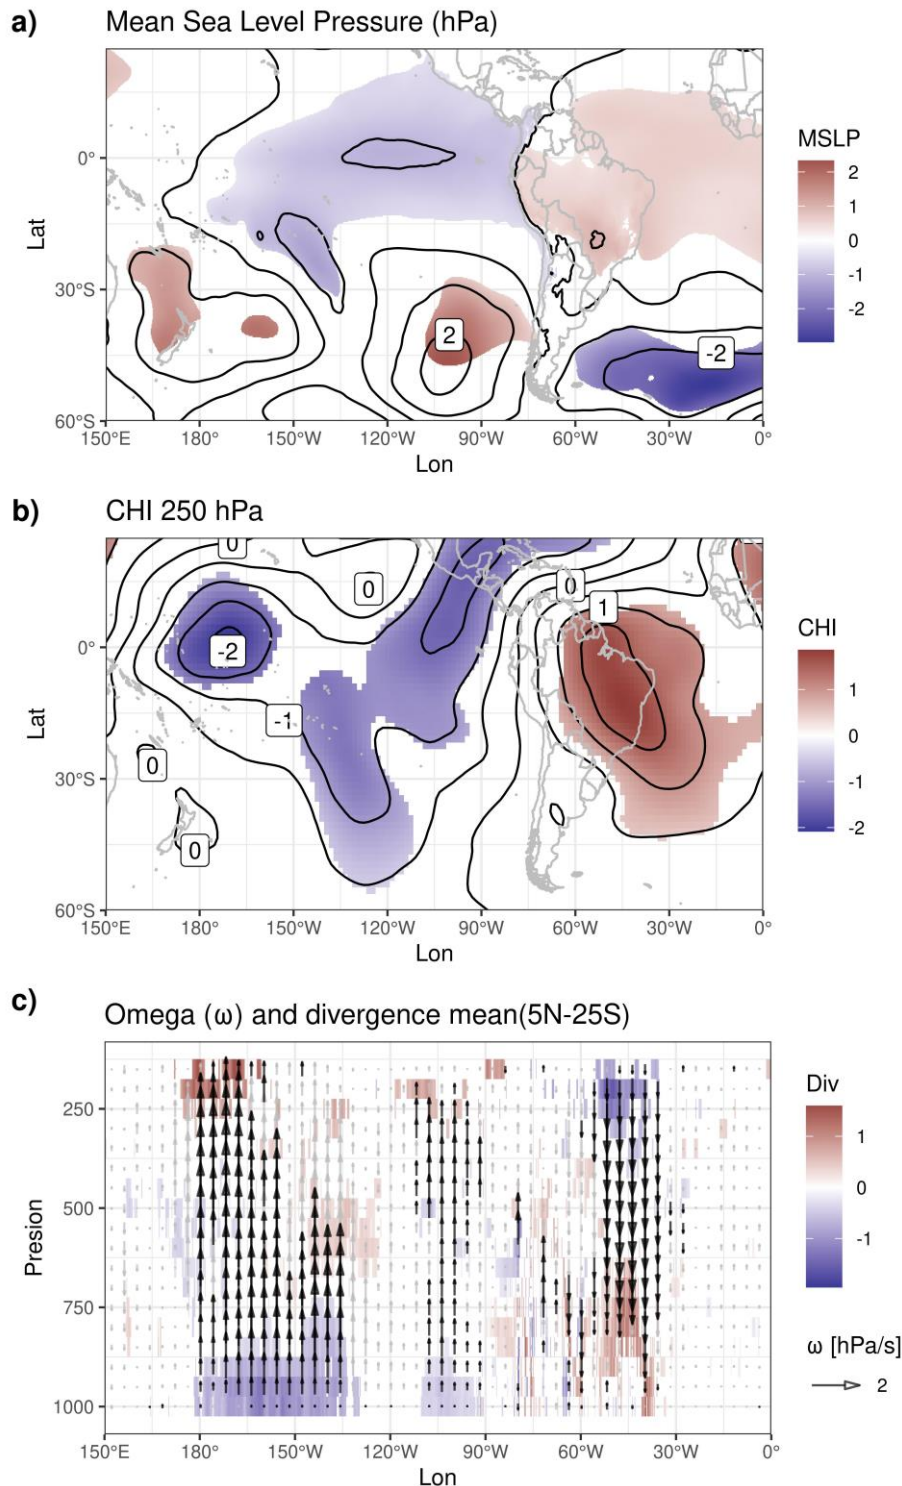 a) Mean Sea Level Pressure (hPa)
MSLP
2
1
0
-1
-2
0°
30°S
60°S
Lat
2
-2
150°E 180° 150°W 120°W 90°W 60°W 30°W 0°
Lon
b) CHI 250 hPa
CHI
1
0
-1
-2
0°
30°S
60°S
Lat
0
0
0
1
-2
-1
0
0
150°E 180° 150°W 120°W 90°W 60°W 30°W 0°
Lon
c) Omega (ω) and divergence mean(5N-25S)
Div
1
0
-1
ω [hPa/s]
2
250
500
750
1000
Presion
150°E 180° 150°W 120°W 90°W 60°W 30°W 0°
Lon